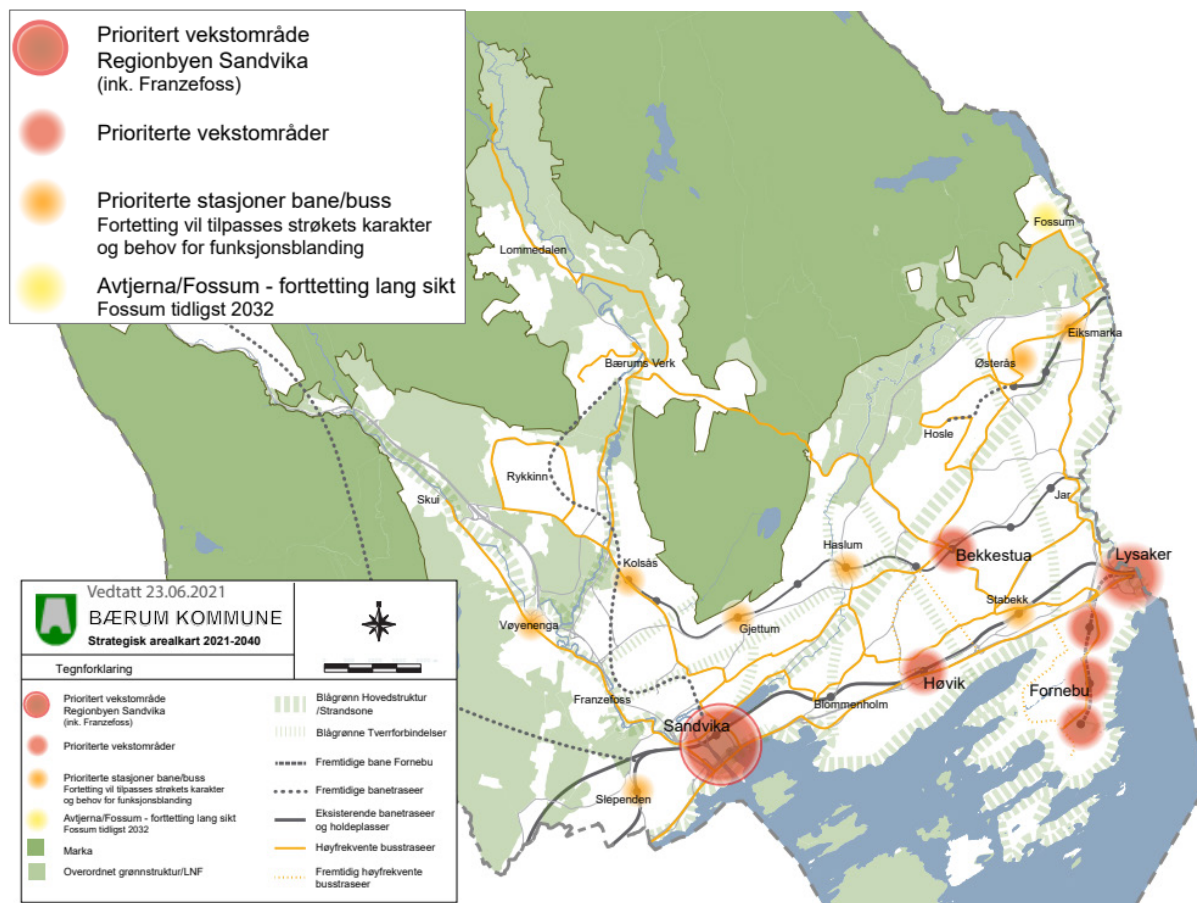 Prioritert vekstområde
Regionbyen Sandvika
(ink. Franzefoss)
Prioriterte vekstområder
Prioriterte stasjoner bane/buss
Fortetting vil tilpasses strøkets karakter
og behov for funksjonsblanding
Avtjerna/Fossum - forttetting lang sikt
Fossum tidligst 2032
Fossum
Lommedalen
Eiksmarka
Bærums Verk
Østerås
Hosle
Rykkinn
Skui
Jar
Haslum
Bekkestua
Lysaker
Kolsås
Stabekk
Gjettum
Vøyenenga
Høvik
Fornebu
Franzefoss
Blommenholm
Sandvika
Slependen
Vedtatt 23.06.2021
BÆRUM KOMMUNE
Strategisk arealkart 2021-2040
Tegnforklaring
Prioritert vekstområde
Regionbyen Sandvika
(ink. Franzefoss)
Prioriterte vekstområder
Prioriterte stasjoner bane/buss
Fortetting vil tilpasses strøkets karakter
og behov for funksjonsblanding
Avtjerna/Fossum - forttetting lang sikt
Fossum tidligst 2032
Marka
Overordnet grønnstruktur/LNF
Blågrønn Hovedstruktur
/Strandsone
Blågrønne Tverrforbindelser
Fremtidige bane Fornebu
Fremtidige banetraseer
Eksisterende banetraseer
og holdeplasser
Høyfrekvente busstraseer
Fremtidig høyfrekvente
busstraseer